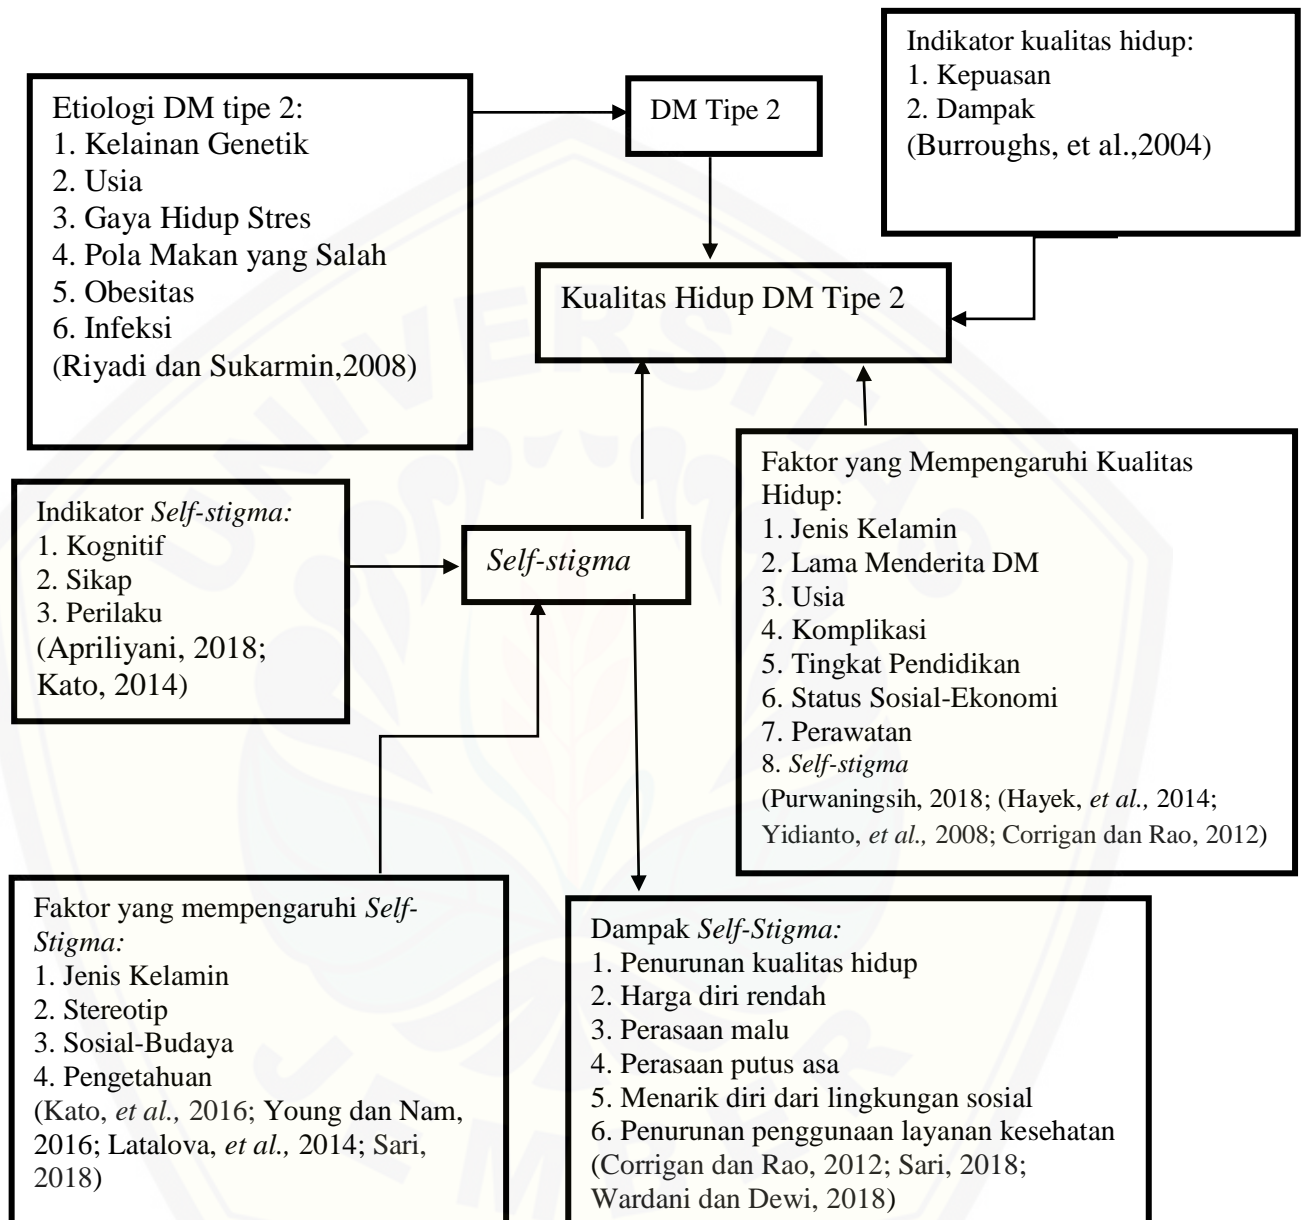 Etiologi DM tipe 2:
1. Kelainan Genetik
2. Usia
3. Gaya Hidup Stres
4. Pola Makan yang Salah
5. Obesitas
6. Infeksi
(Riyadi dan Sukarmin,2008)
DM Tipe 2
Indikator kualitas hidup:
1. Kepuasan
2. Dampak
(Burroughs, et al.,2004)
Kualitas Hidup DM Tipe 2
Indikator Self-stigma:
1. Kognitif
2. Sikap
3. Perilaku
(Apriliyani, 2018;
Kato, 2014)
Self-stigma
Faktor yang Mempengaruhi Kualitas
Hidup:
1. Jenis Kelamin
2. Lama Menderita DM
3. Usia
4. Komplikasi
5. Tingkat Pendidikan
6. Status Sosial-Ekonomi
7. Perawatan
8. Self-stigma
(Purwaningsih, 2018; (Hayek, et al., 2014;
Yidianto, et al., 2008; Corrigan dan Rao, 2012)
Faktor yang mempengaruhi Self-
Stigma:
1. Jenis Kelamin
2. Stereotip
3. Sosial-Budaya
4. Pengetahuan
(Kato, et al., 2016; Young dan Nam,
2016; Latalova, et al., 2014; Sari,
2018)
Dampak Self-Stigma:
1. Penurunan kualitas hidup
2. Harga diri rendah
3. Perasaan malu
4. Perasaan putus asa
5. Menarik diri dari lingkungan sosial
6. Penurunan penggunaan layanan kesehatan
(Corrigan dan Rao, 2012; Sari, 2018;
Wardani dan Dewi, 2018)
UNIVERSITAS
JEMBER